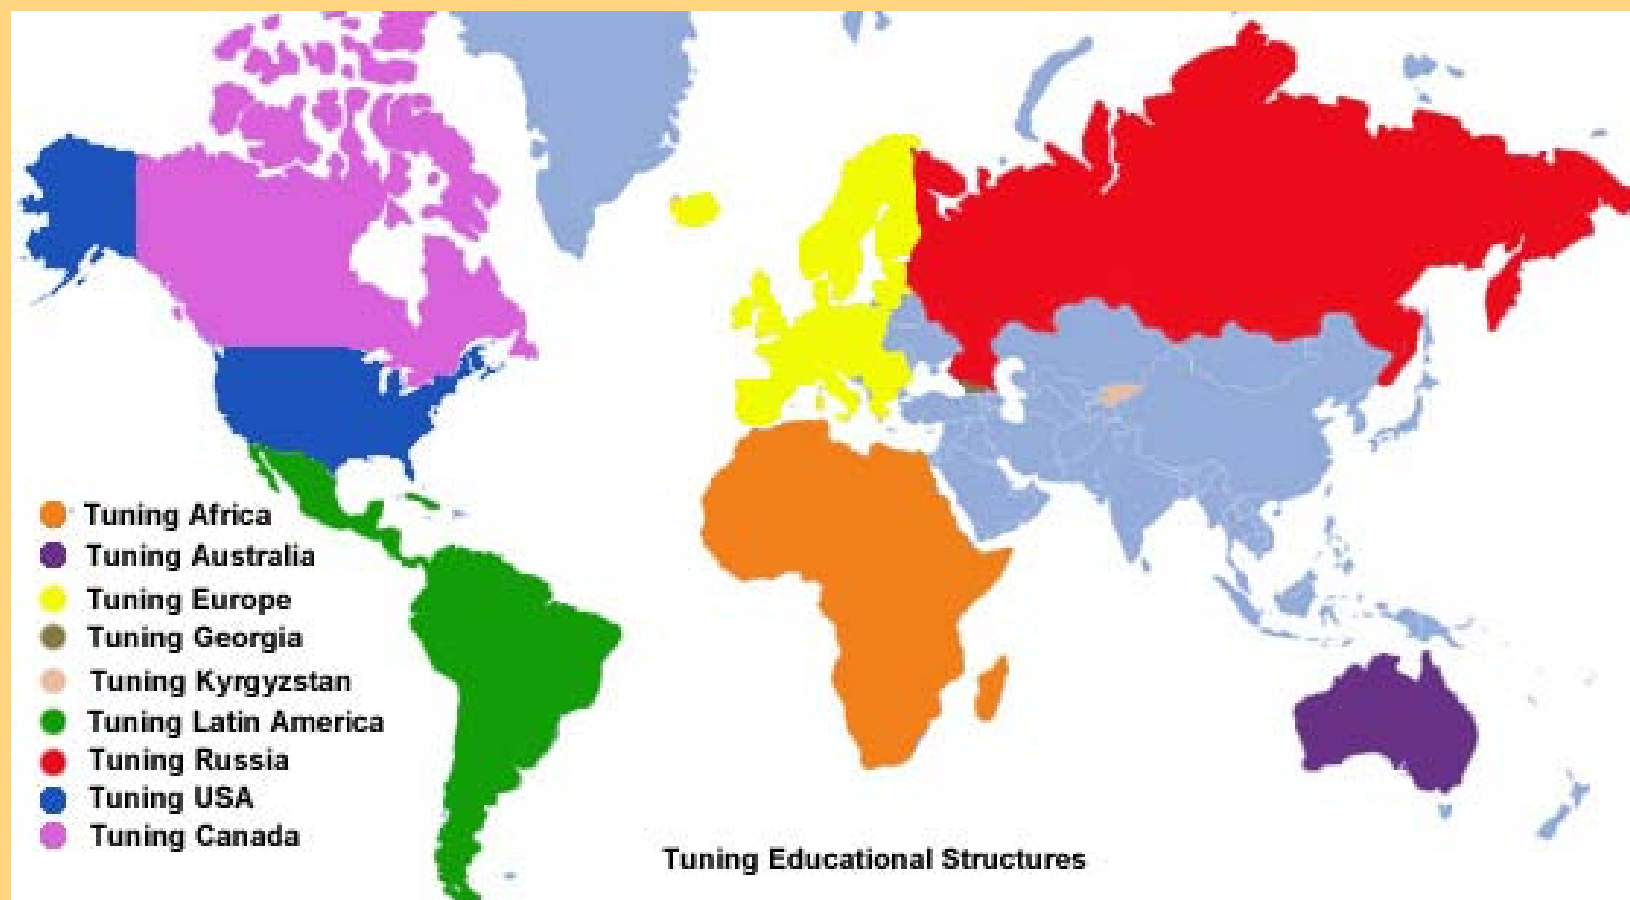 Tuning Africa
Tuning Australia
Tuning Europe
Tuning Georgia
Tuning Kyrgyzstan
Tuning Latin America
Tuning Russia
Tuning USA
Tuning Canada
Tuning Educational Structures